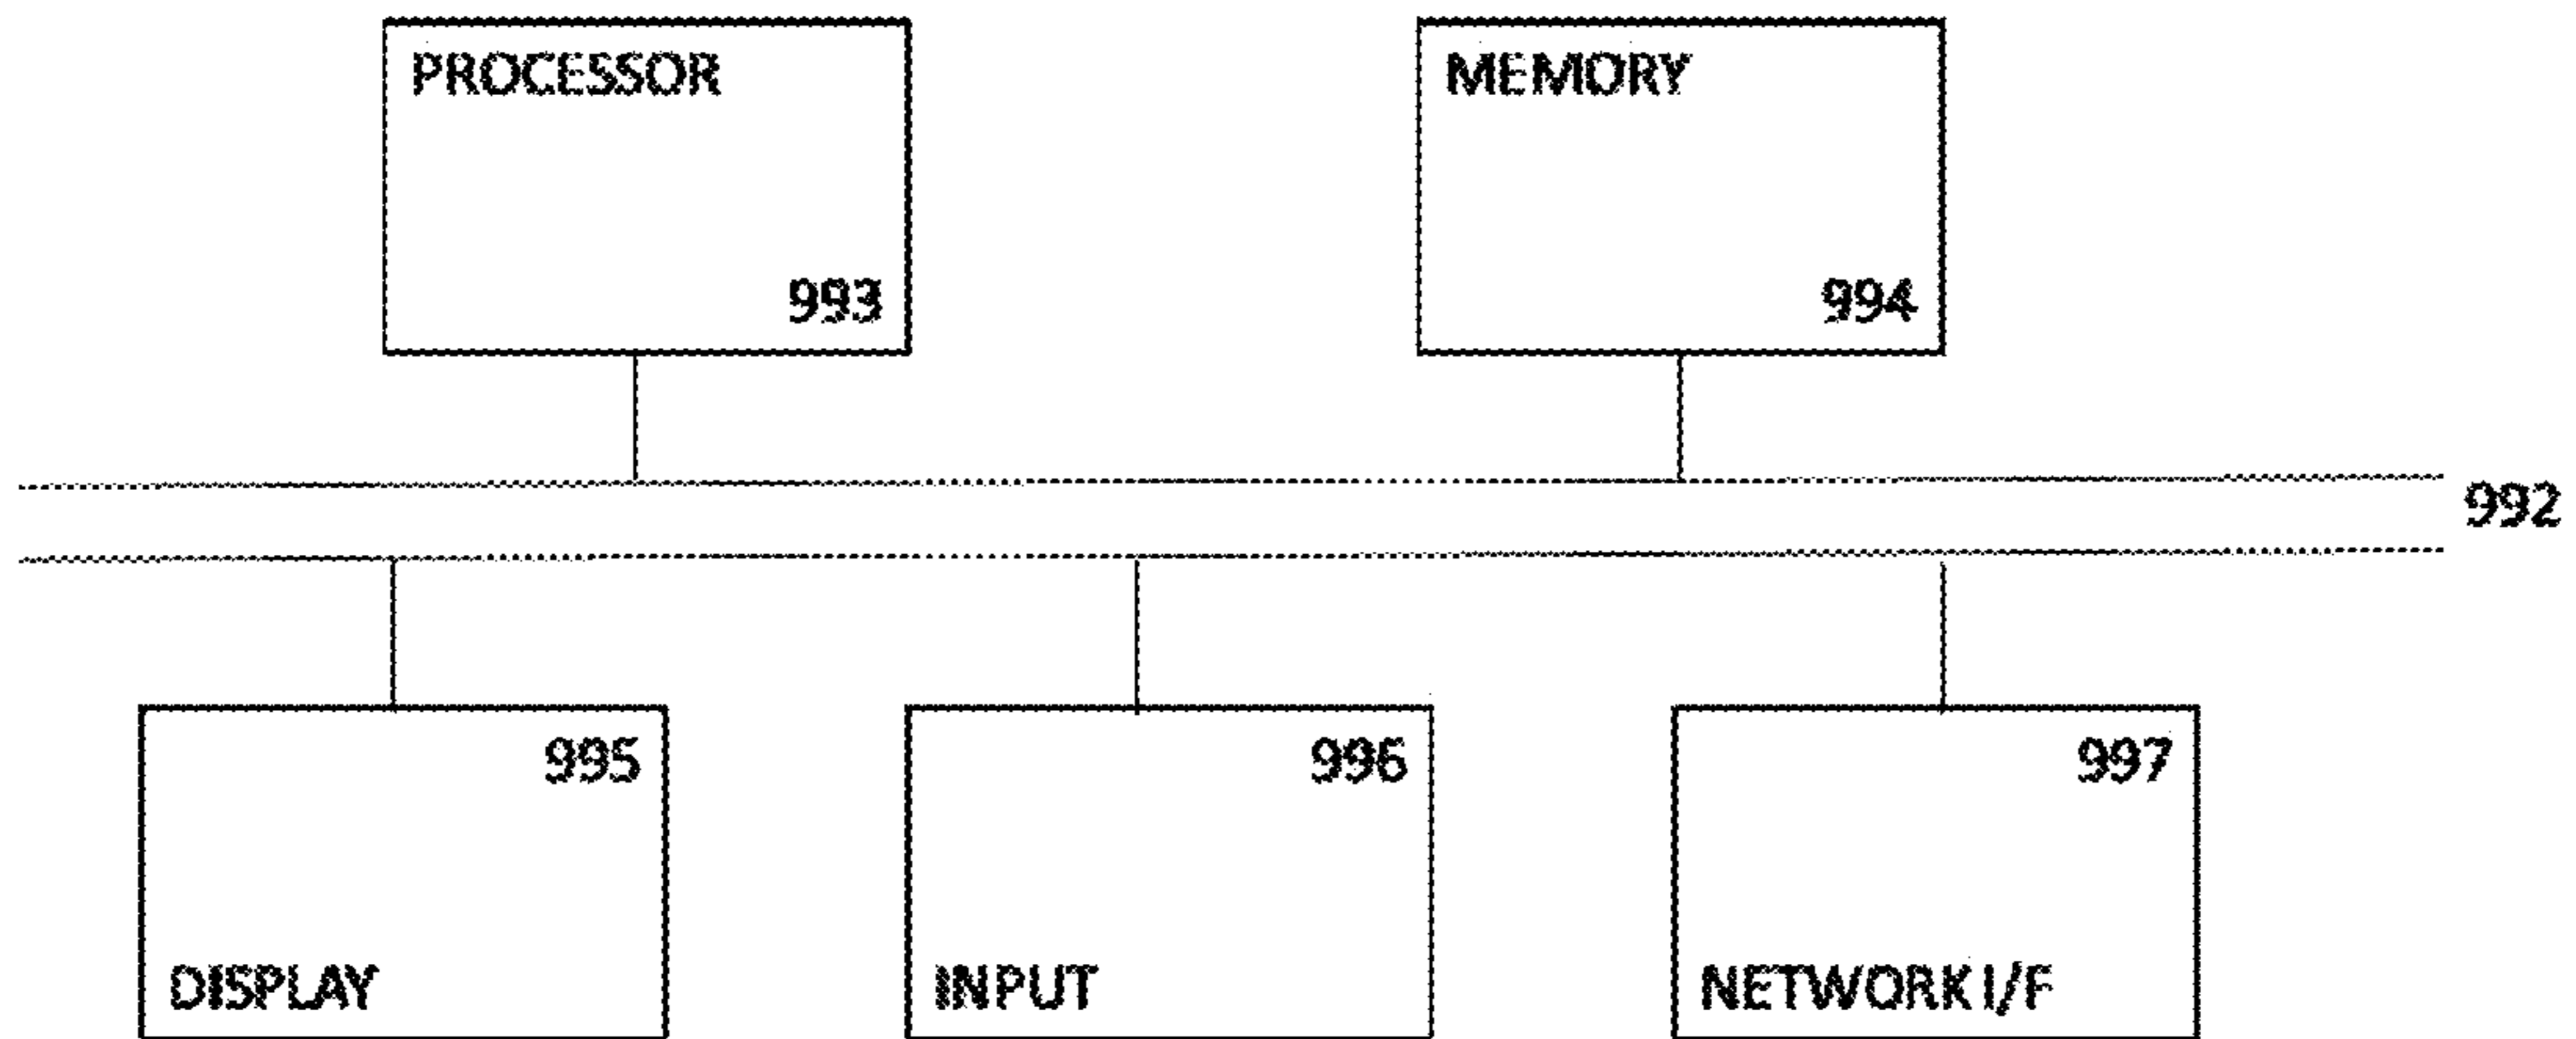 PROCESSOR
993
MEMORY
994
992
995
DISPLAY
996
INPUT
997
NETWORK I/F